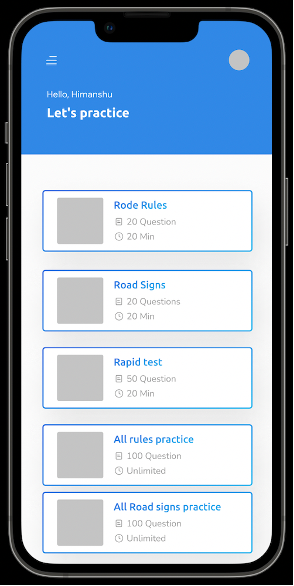 Hello, Himanshu
Let's practice
Rode Rules
20 Question
20 Min
Road Signs
20 Questions
20 Min
Rapid test
50 Question
20 Min
All rules practice
100 Question
Unlimited
All Road signs practice
100 Question
Unlimited